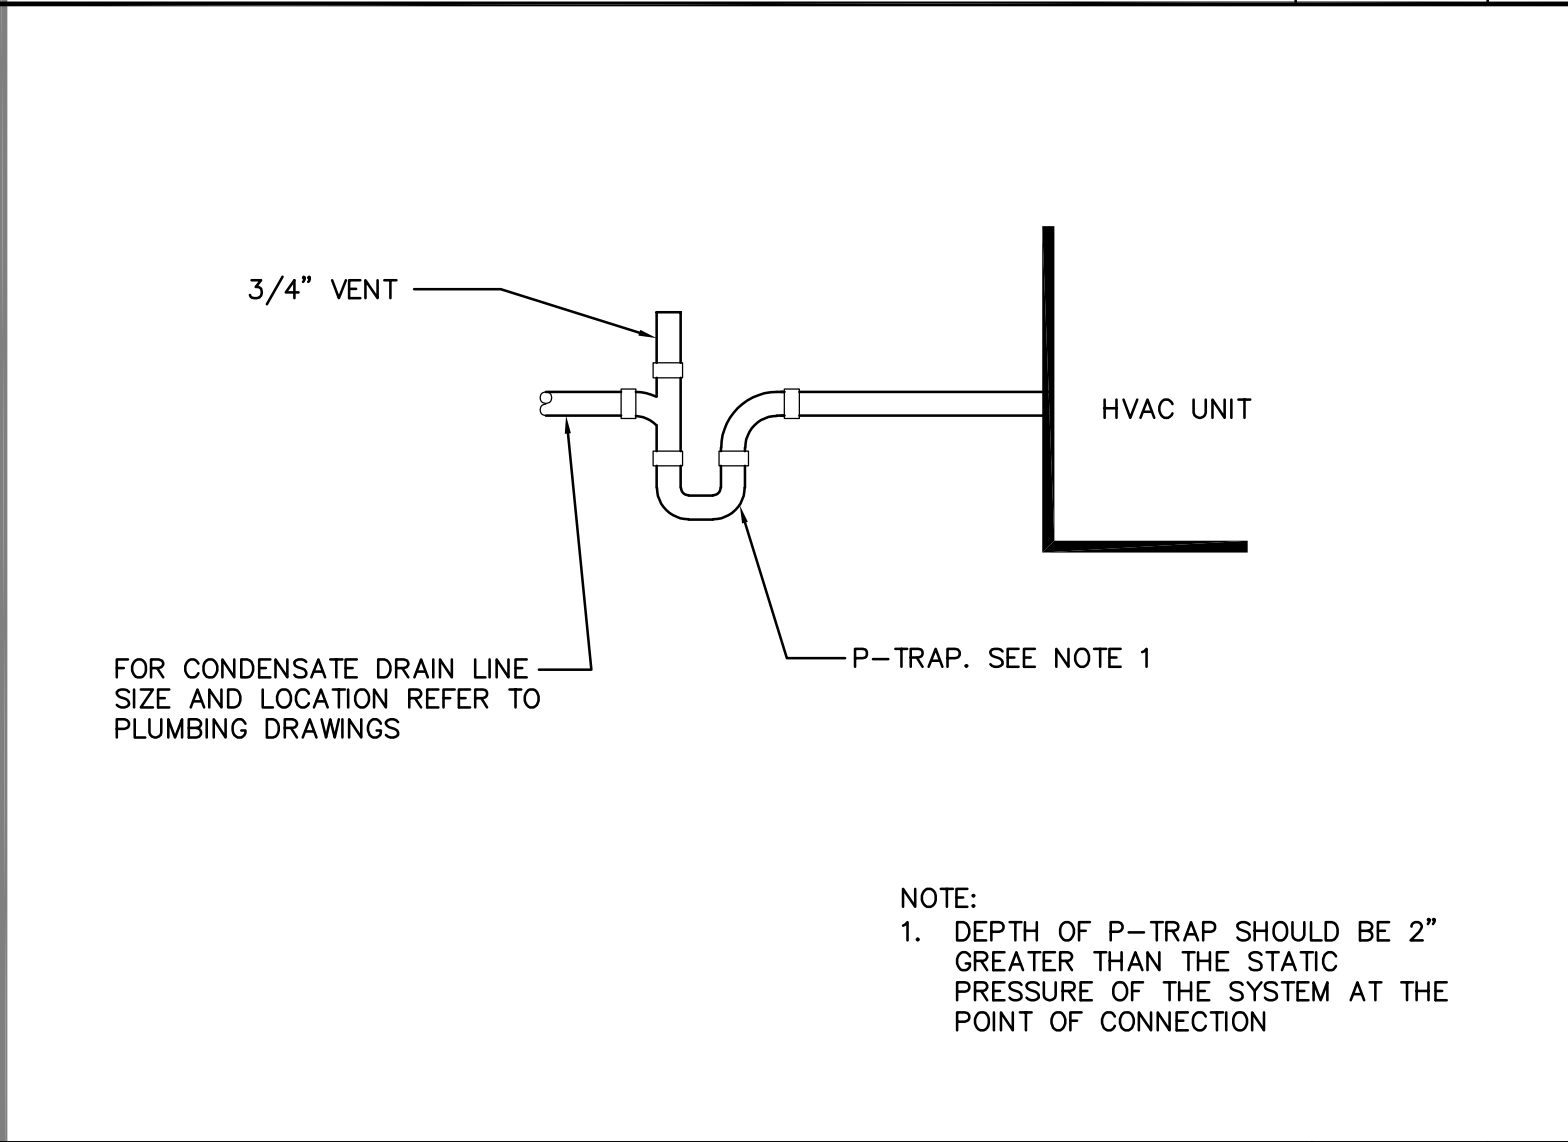 3/4” VENT
HVAC UNIT
FOR CONDENSATE DRAIN LINE
SIZE AND LOCATION REFER TO
PLUMBING DRAWINGS
P-TRAP. SEE NOTE 1
NOTE:
1. DEPTH OF P-TRAP SHOULD BE 2”
GREATER THAN THE STATIC
PRESSURE OF THE SYSTEM AT THE
POINT OF CONNECTION